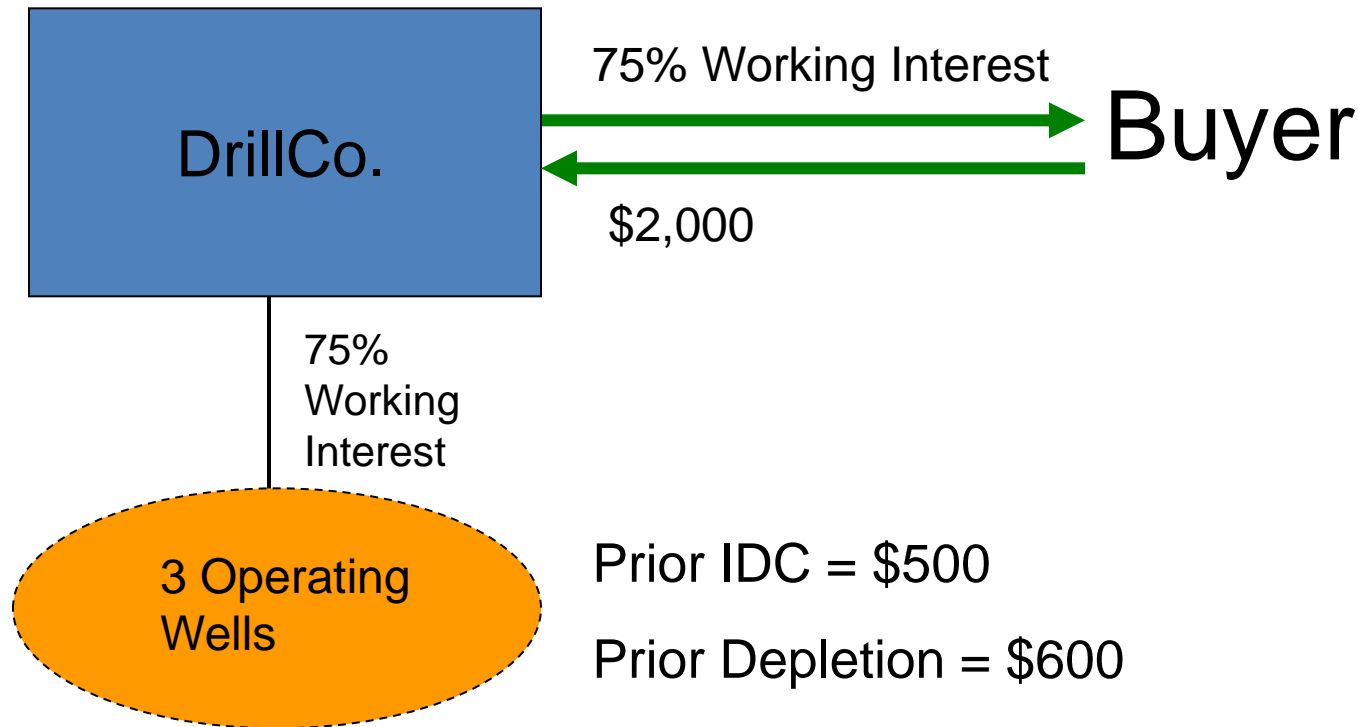 75% Working Interest
DrillCo.
Buyer
$2,000
75%
Working
Interest
3 Operating
Wells
Prior IDC = $500
Prior Depletion = $600